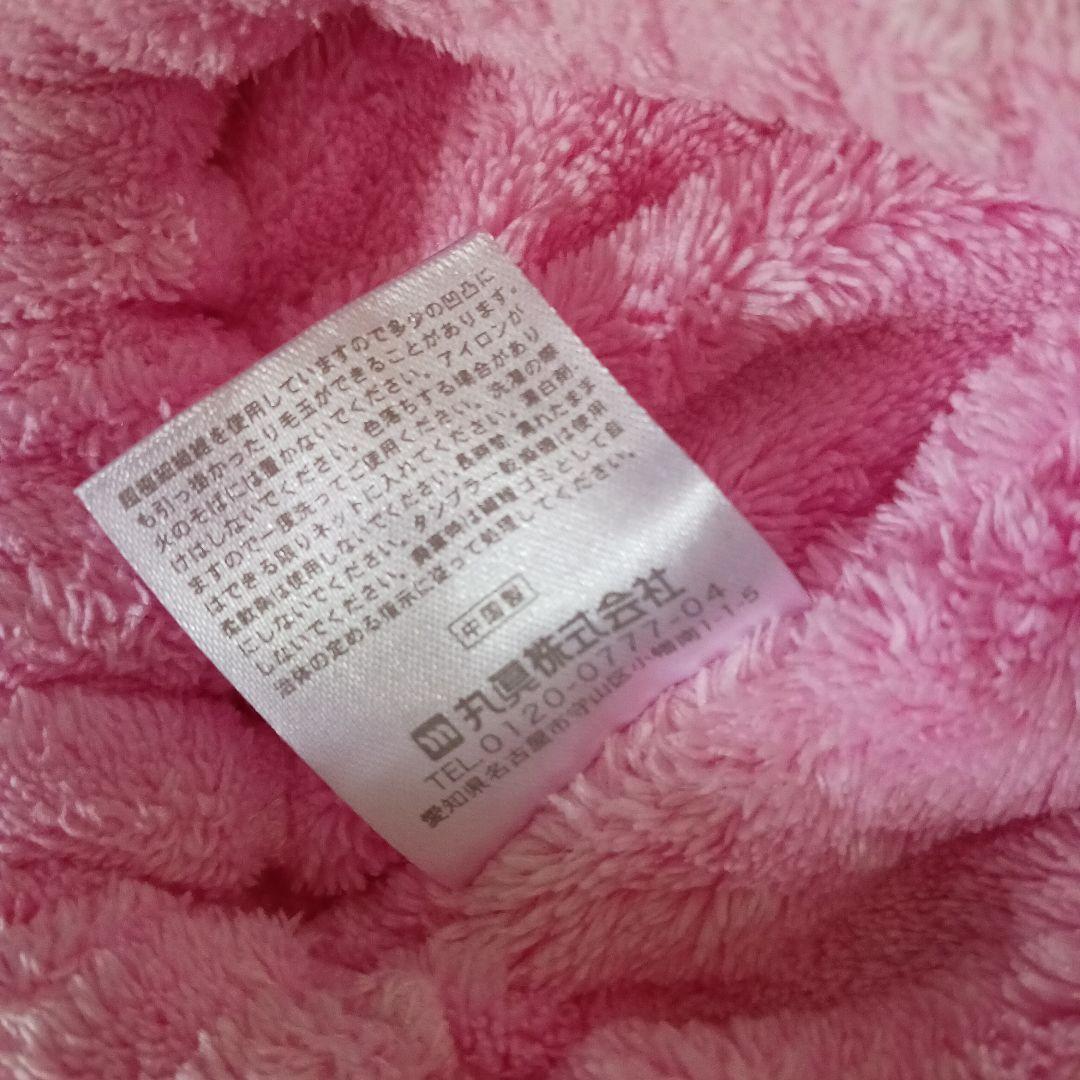 超極細繊維を使用していますので多少の凹凸に
も引っ掛かったり毛玉ができることがあります。
火のそばには置かないでください。アイロンが
けはしないでください。色落ちする場合があり
ますので一度洗ってご使用ください。洗濯の際
はできる限りネットに入れてください。漂白剤、
柔軟剤は使用しないでください。長時間、濡れたまま
にしないでください。タンブラー乾燥機は使用
しないでください。廃棄時は繊維ゴミとして自
治体の定める指示に従って処理してください。
中国製
丸眞株式会社
TEL.0120-0777-04
愛知県名古屋市守山区小幡南1-1-5